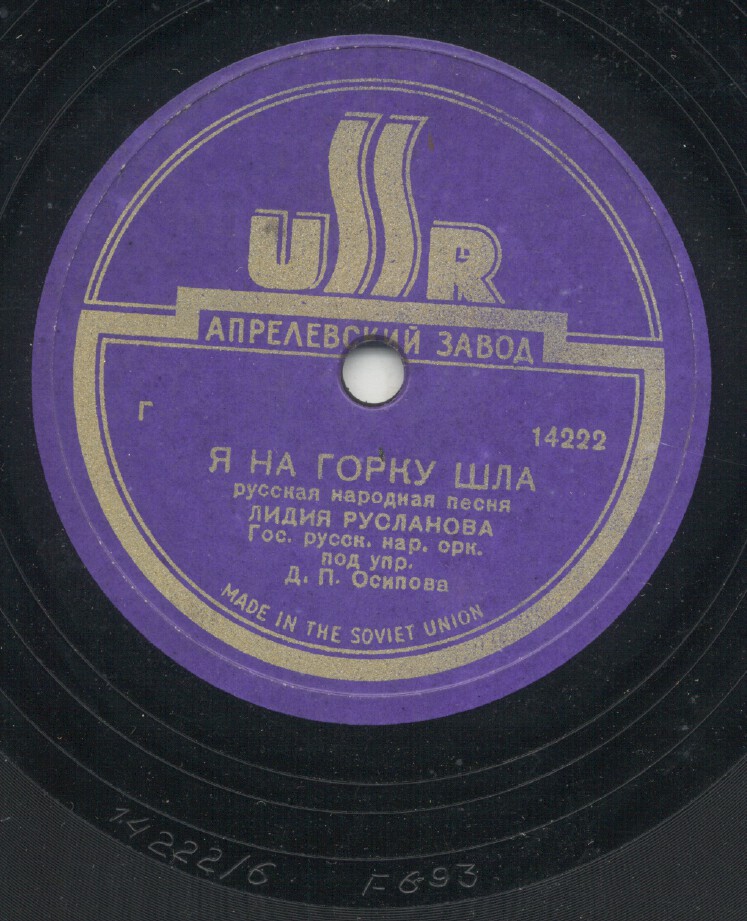 USSR
АПРЕЛЕВСКИЙ ЗАВОД
Г
14222
Я НА ГОРКУ ШЛА
русская народная песня
ЛИДИЯ РУСЛАНОВА
Гос. русск. нар. орк.
под упр.
Д. П. Осипова
MADE IN THE SOVIET UNION
14222/6
F693